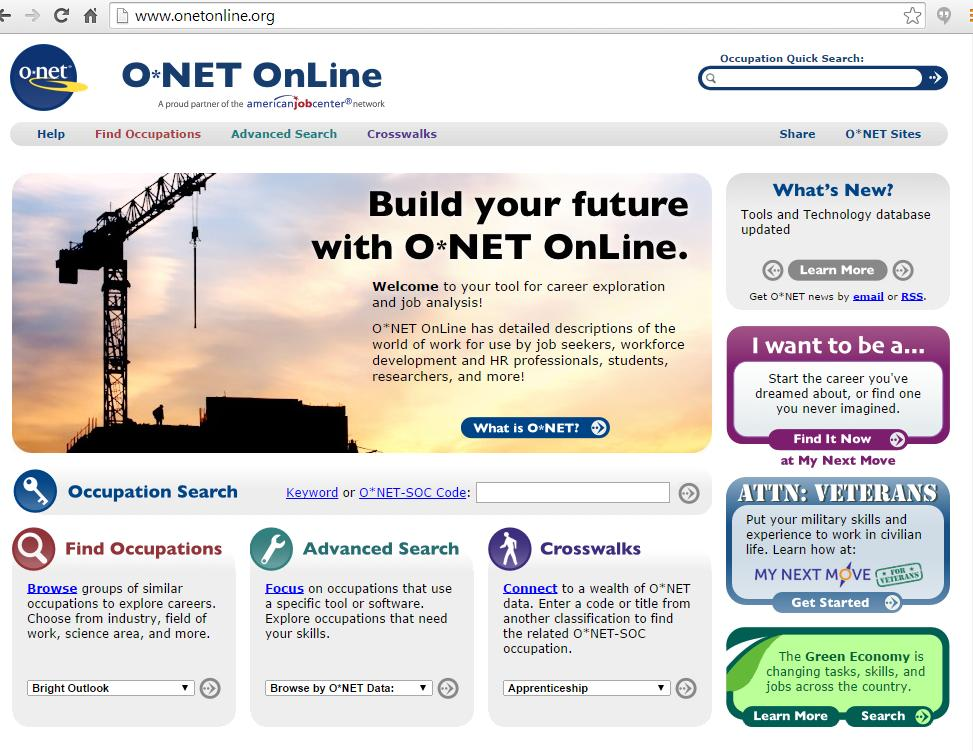 www.onetonline.org
o·net
O*NET OnLine
A proud partner of the americanjobcenter® network
Occupation Quick Search:
Help Find Occupations Advanced Search Crosswalks Share O*NET Sites
Build your future
with O*NET OnLine.
Welcome to your tool for career exploration
and job analysis!
O*NET OnLine has detailed descriptions of the
world of work for use by job seekers, workforce
development and HR professionals, students,
researchers, and more!
What is O*NET?
What's New?
Tools and Technology database
updated
Learn More
Get O*NET news by email or RSS.
I want to be a...
Start the career you've
dreamed about, or find one
you never imagined.
Find It Now
at My Next Move
Occupation Search
Keyword or O*NET-SOC Code:
Find Occupations
Browse groups of similar
occupations to explore careers.
Choose from industry, field of
work, science area, and more.
Bright Outlook
Advanced Search
Focus on occupations that use
a specific tool or software.
Explore occupations that need
your skills.
Browse by O*NET Data:
Crosswalks
Connect to a wealth of O*NET
data. Enter a code or title from
another classification to find
the related O*NET-SOC
occupation.
Apprenticeship
ATTN: VETERANS
Put your military skills and
experience to work in civilian
life. Learn how at:
MY NEXT MOVE FOR VETERANS
Get Started
The Green Economy is
changing tasks, skills, and
jobs across the country.
Learn More Search